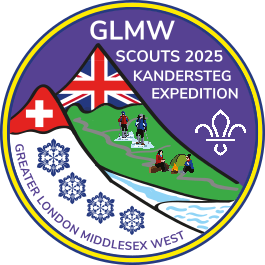 GLMW
SCOUTS 2025
KANDERSTEG
EXPEDITION
GREATER LONDON MIDDLESEX WEST